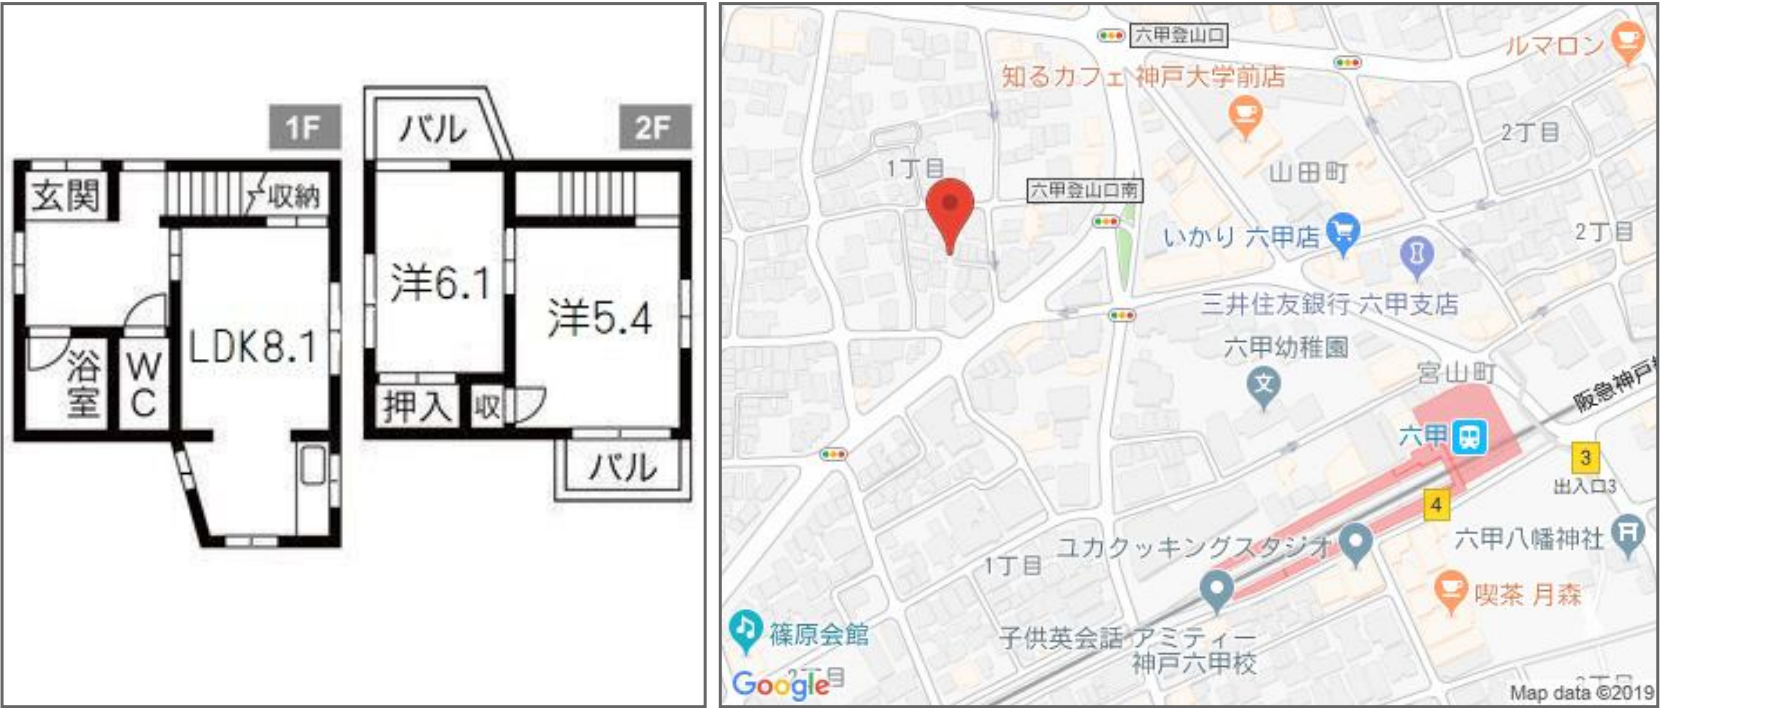 1F
玄関
収納
LDK8.1
浴室
WC
バル
2F
洋6.1
洋5.4
押入
収
バル
六甲登山口
ルマロン
知るカフェ 神戸大学前店
2丁目
1丁目
山田町
六甲登山口南
いかり 六甲店
2丁目
三井住友銀行 六甲支店
六甲幼稚園
文
宮山町
阪急神戸
六甲
3
出入口3
4
ユカクッキングスタジオ
六甲八幡神社
1丁目
喫茶 月森
篠原会館
子供英会話 アミティー
神戸六甲校
2丁目
Google
2丁目
Map data ©2019